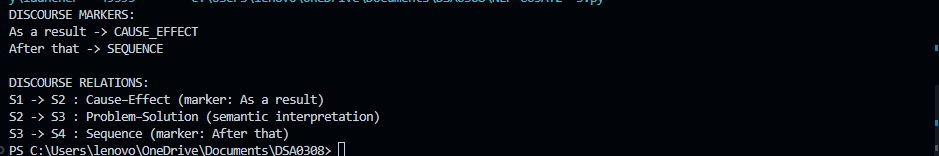 DISCOURSE MARKERS:
As a result -> CAUSE_EFFECT
After that -> SEQUENCE
DISCOURSE RELATIONS:
S1 -> S2 : Cause–Effect (marker: As a result)
S2 -> S3 : Problem–Solution (semantic interpretation)
S3 -> S4 : Sequence (marker: After that)
PS C:\Users\lenovo\OneDrive\Documents\DSA0308>